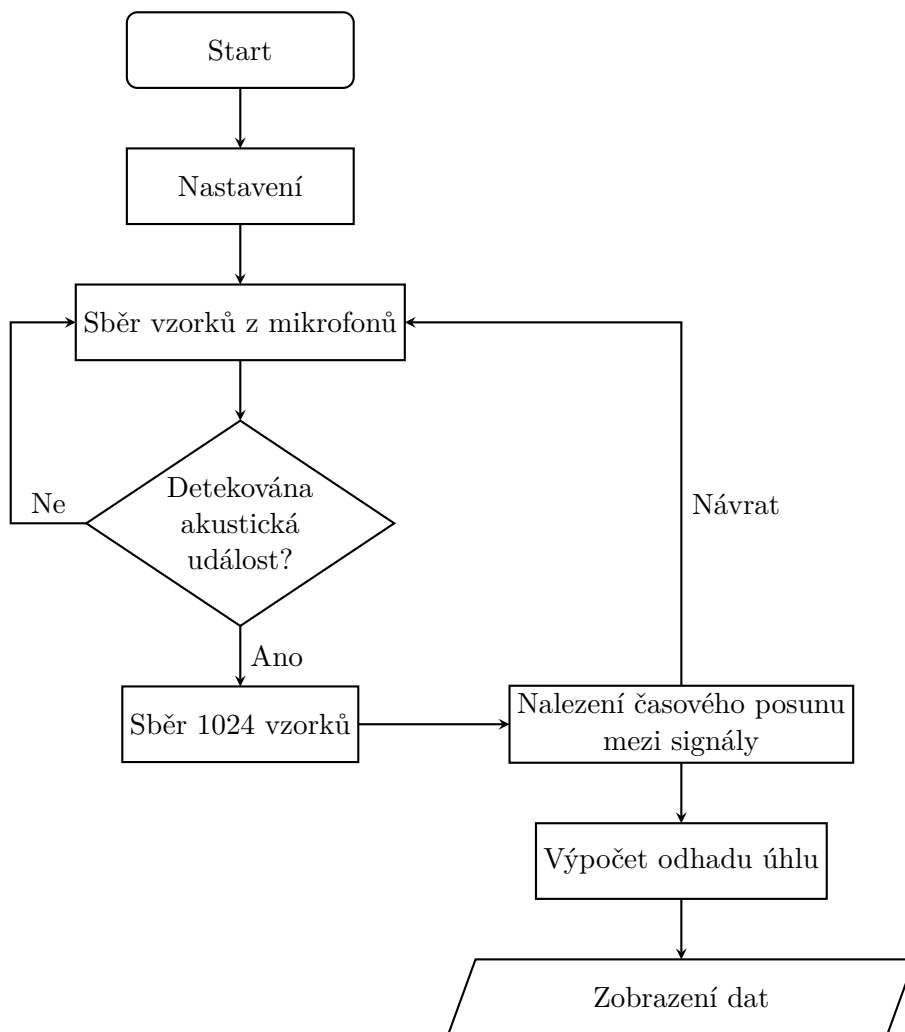 Start
Nastavení
Sběr vzorků z mikrofonů
Detekována
akustická
událost?
Ne
Návrat
Ano
Sběr 1024 vzorků
Nalezení časového posunu
mezi signály
Výpočet odhadu úhlu
Zobrazení dat